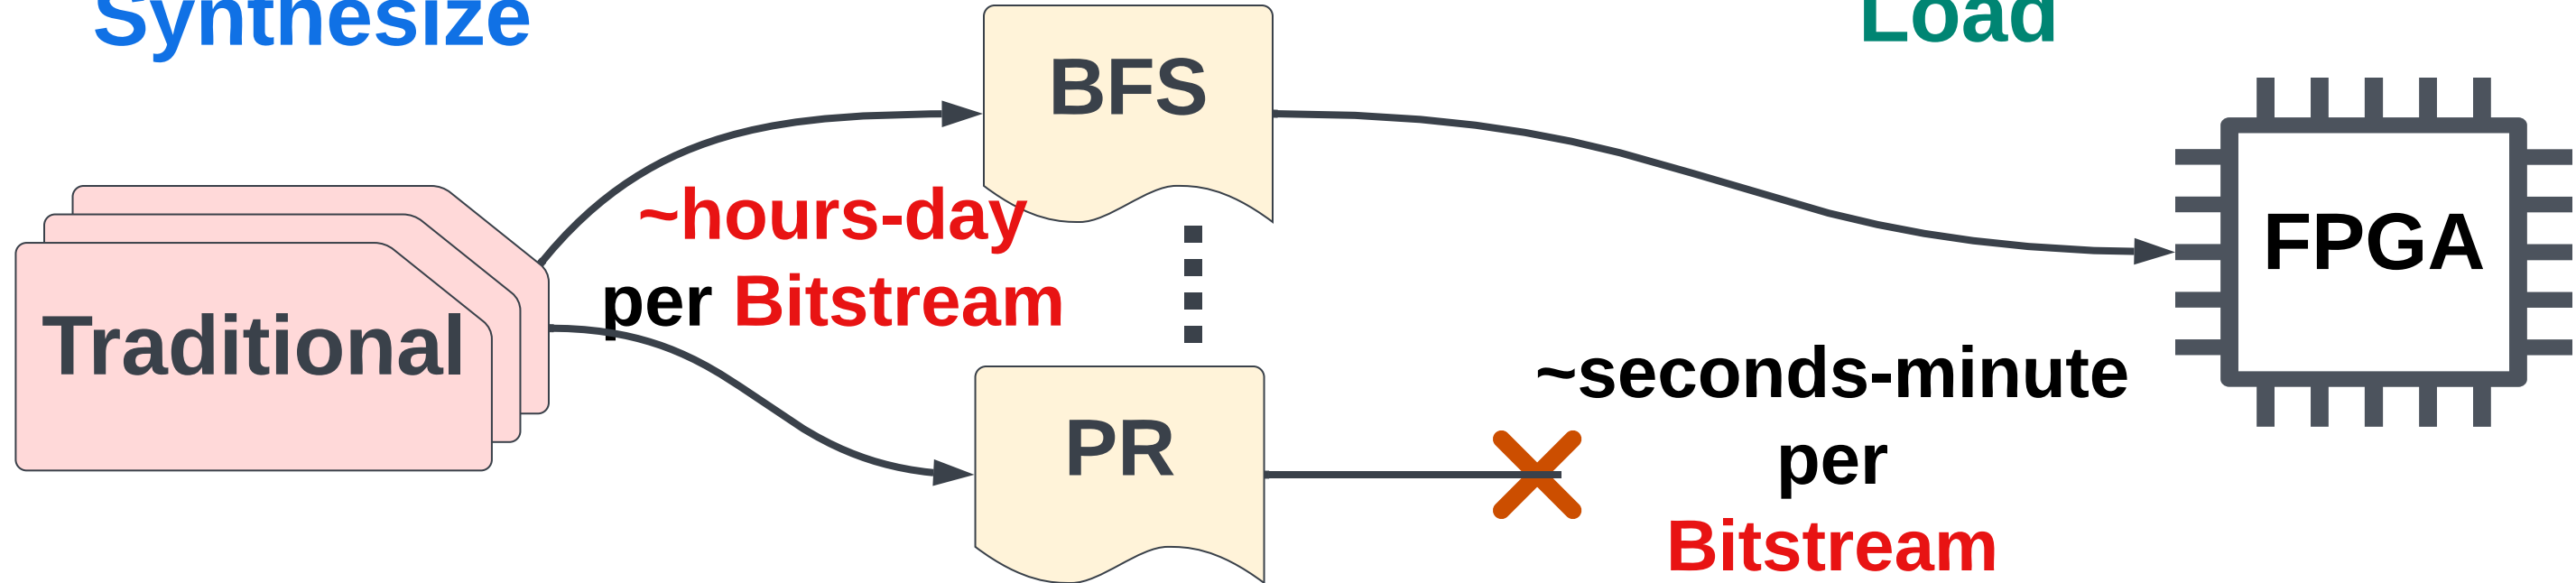 Synthesize
Load
BFS
~hours-day
per Bitstream
Traditional
FPGA
~seconds-minute
per
Bitstream
PR